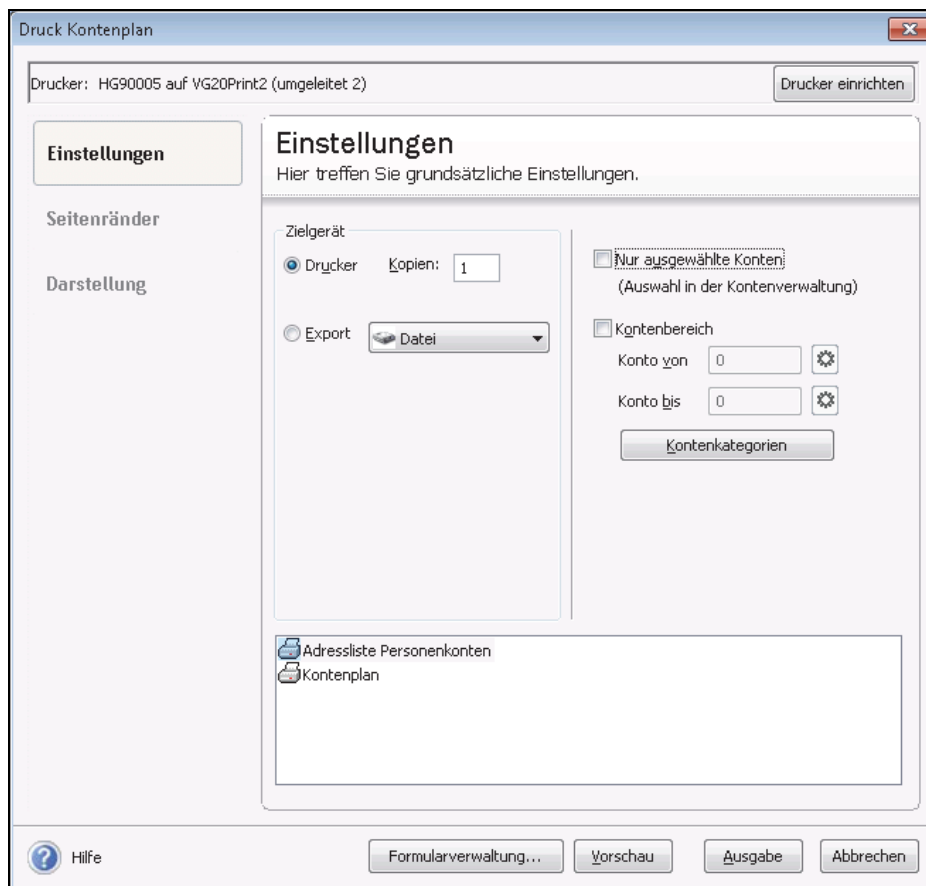 Druck Kontenplan
Drucker: HG90005 auf VG20Print2 (umgeleitet 2)
Drucker einrichten
Einstellungen
Seitenränder
Darstellung
Einstellungen
Hier treffen Sie grundsätzliche Einstellungen.
Zielgerät
Drucker Kopien: 1
Export Datei
Nur ausgewählte Konten
(Auswahl in der Kontenverwaltung)
Kontenbereich
Konto von 0
Konto bis 0
Kontenkategorien
Adressliste Personenkonten
Kontenplan
Hilfe Formularverwaltung... Vorschau Ausgabe Abbrechen